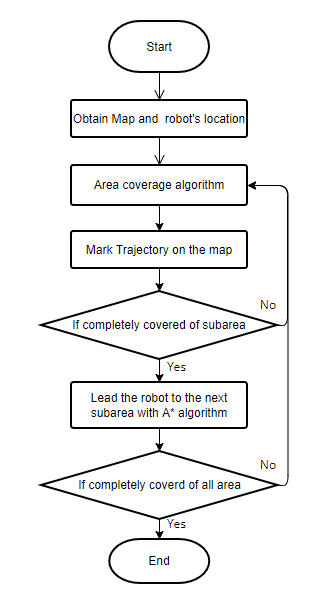 Start
Obtain Map and  robot's location
Area coverage algorithm
Mark Trajectory on the map
No
If completely covered of subarea
Yes
Lead the robot to the next
subarea with A* algorithm
No
If completely coverd of all area
Yes
End